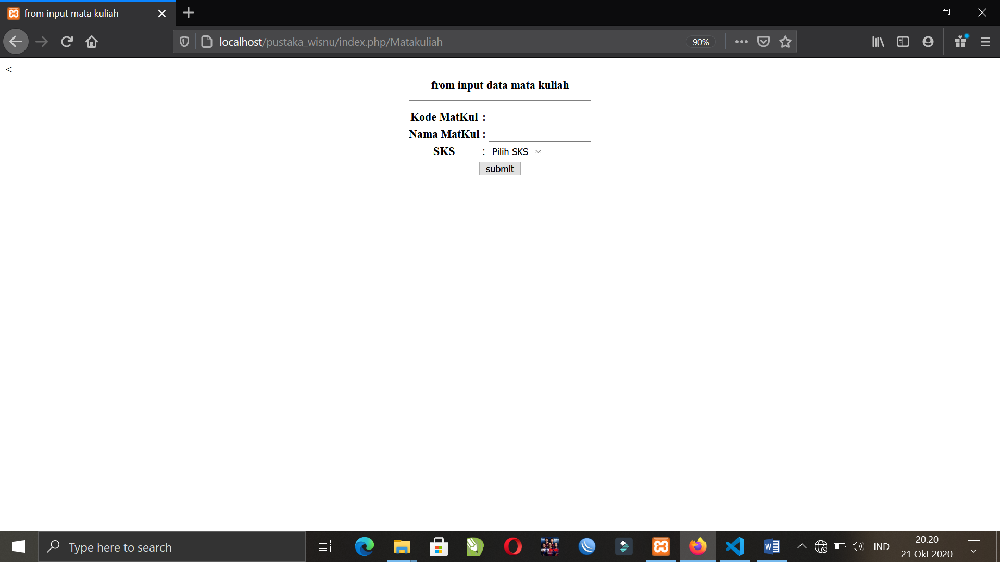 from input mata kuliah
localhost/pustaka_wisnu/index.php/Matakuliah
90%
<
from input data mata kuliah
Kode MatKul :
Nama MatKul :
SKS : Pilih SKS
submit
Type here to search
IND
20.20
21 Okt 2020